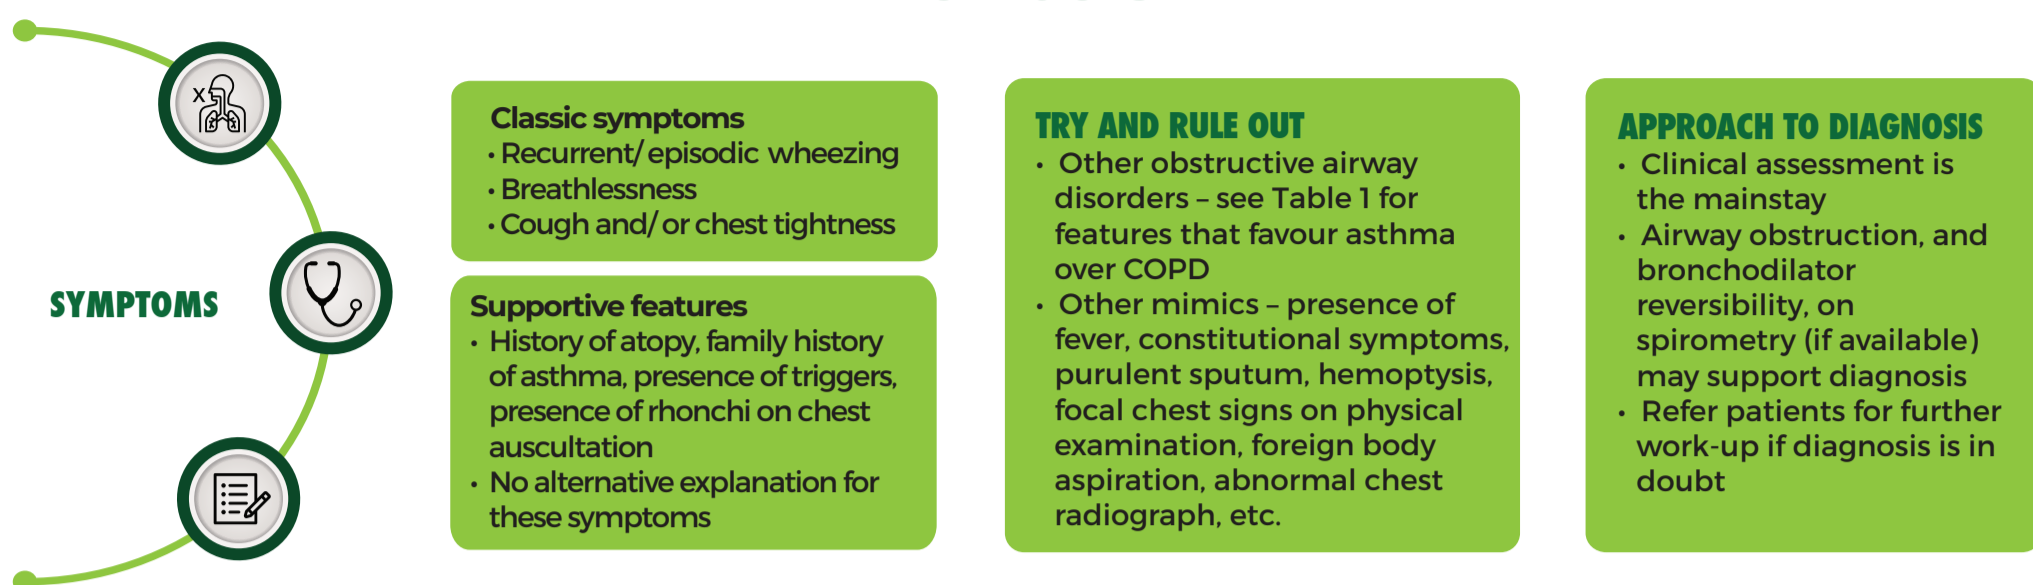 SYMPTOMS
X
Classic symptoms
• Recurrent/ episodic wheezing
• Breathlessness
• Cough and/ or chest tightness
Supportive features
• History of atopy, family history
of asthma, presence of triggers,
presence of rhonchi on chest
auscultation
• No alternative explanation for
these symptoms
TRY AND RULE OUT
• Other obstructive airway
disorders – see Table 1 for
features that favour asthma
over COPD
• Other mimics – presence of
fever, constitutional symptoms,
purulent sputum, hemoptysis,
focal chest signs on physical
examination, foreign body
aspiration, abnormal chest
radiograph, etc.
APPROACH TO DIAGNOSIS
• Clinical assessment is
the mainstay
• Airway obstruction, and
bronchodilator
reversibility, on
spirometry (if available)
may support diagnosis
• Refer patients for further
work-up if diagnosis is in
doubt